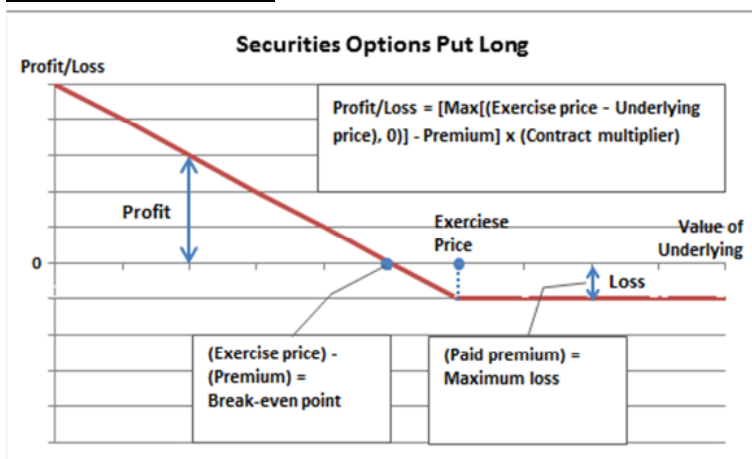 Securities Options Put Long
Profit/Loss
Profit/Loss = [Max[(Exercise price - Underlying
price), 0)] - Premium] x (Contract multiplier)
Profit
Exerciese
Price
Value of
Underlying
0
Loss
(Exercise price) -
(Premium) =
Break-even point
(Paid premium) =
Maximum loss